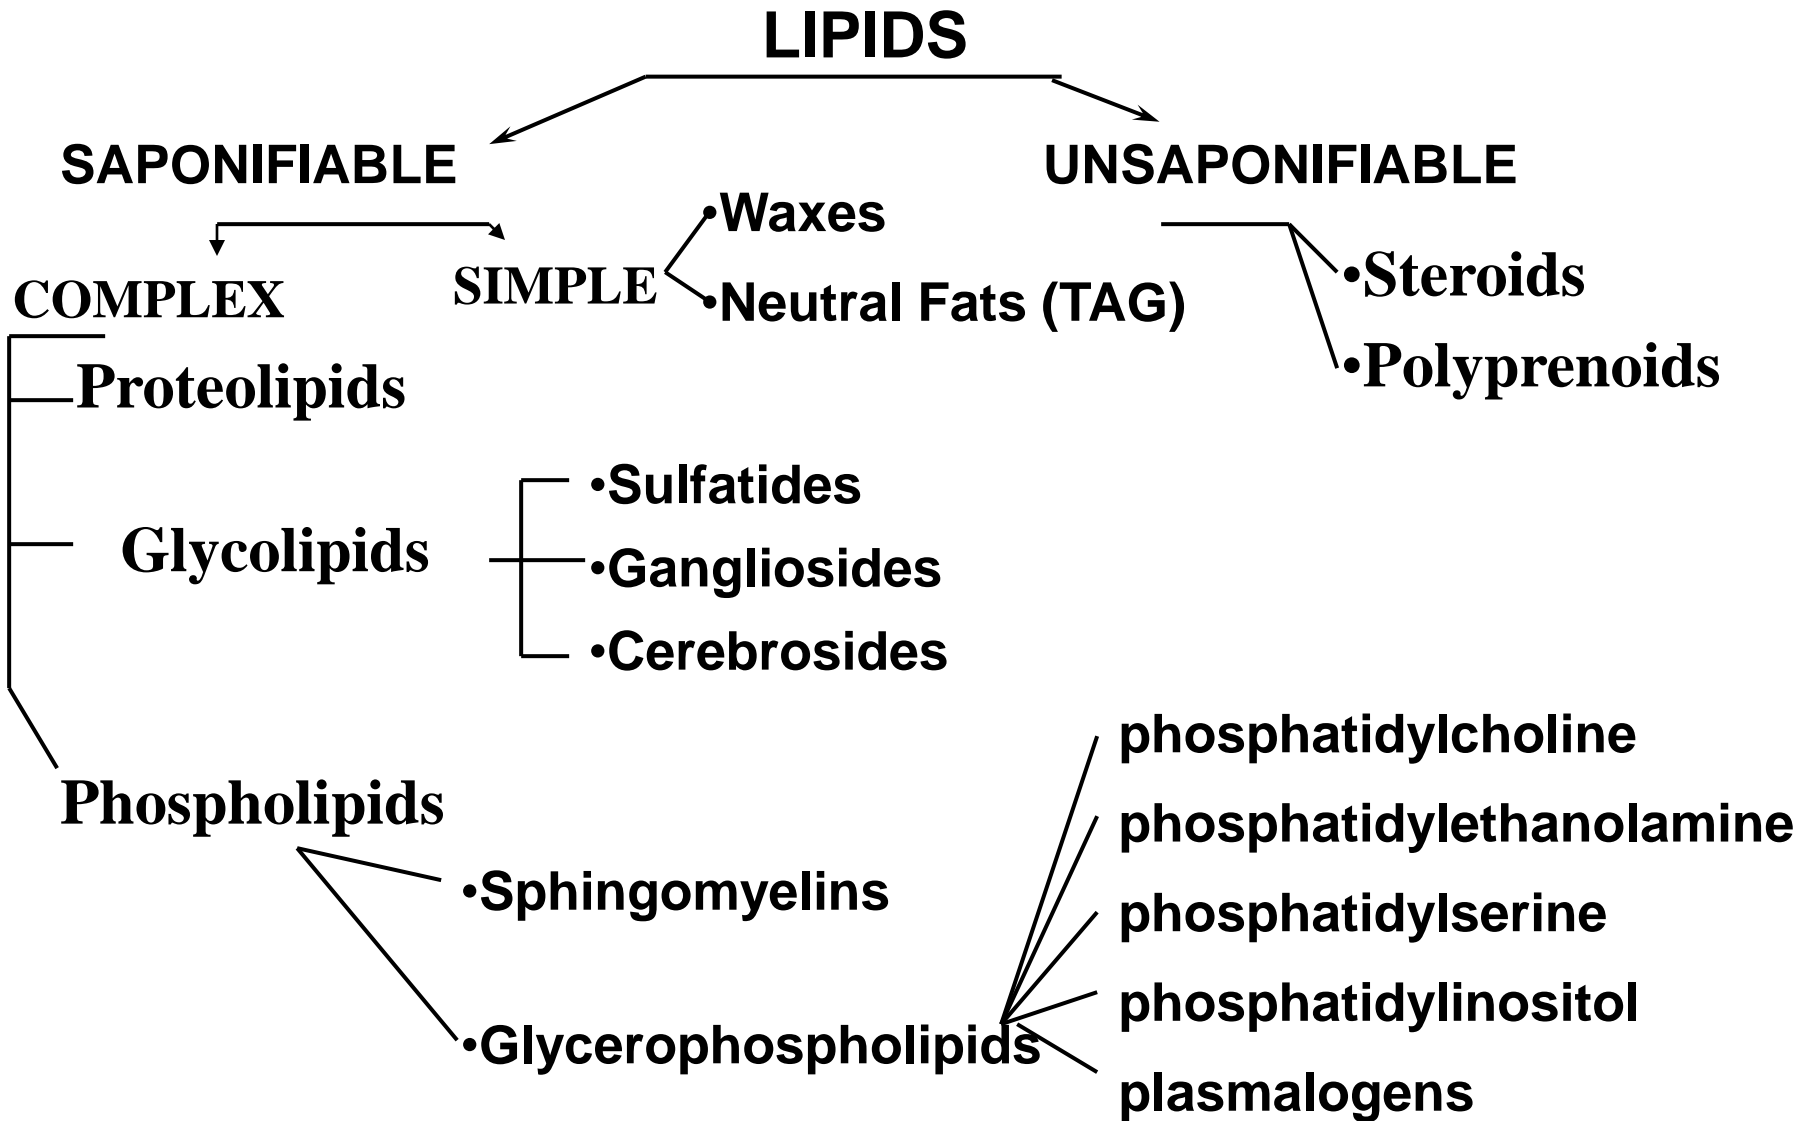 LIPIDS
SAPONIFIABLE
UNSAPONIFIABLE
•Waxes
•Steroids
COMPLEX
SIMPLE
•Neutral Fats (TAG)
•Polyprenoids
Proteolipids
•Sulfatides
Glycolipids
•Gangliosides
•Cerebrosides
phosphatidylcholine
Phospholipids
phosphatidylethanolamine
•Sphingomyelins
phosphatidylserine
phosphatidylinositol
•Glycerophospholipids
plasmalogens